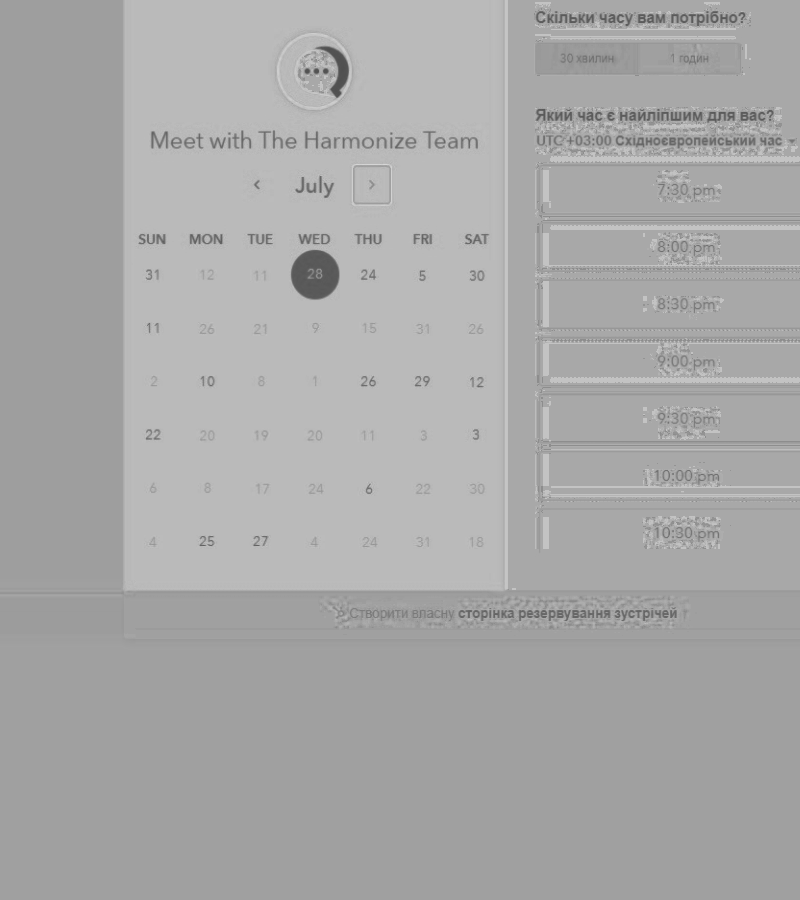 Meet with The Harmonize Team
July
SUN MON TUE WED THU FRI SAT
31 12 11 28 24 5 30
11 26 21 9 15 31 26
2 10 8 1 26 29 12
22 20 19 20 11 3 3
6 8 17 24 6 22 30
4 25 27 4 24 31 18
Скільки часу вам потрібно?
30 хвилин 1 годин
Який час є найліпшим для вас?
UTC +03:00 Східноєвропейський час
7:30 pm
8:00 pm
8:30 pm
9:00 pm
9:30 pm
10:00 pm
10:30 pm
Створити власну сторінка резервування зустрічей